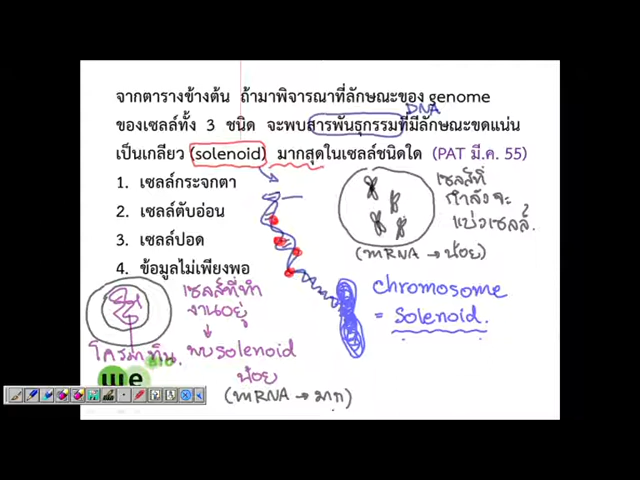 จากตารางข้างต้น ถ้ามาพิจารณาที่ลักษณะของ genome
DNA
ของเซลล์ทั้ง 3 ชนิด จะพบสารพันธุกรรมที่มีลักษณะขดแน่น
เป็นเกลียว (solenoid) มากสุดในเซลล์ชนิดใด (PAT มี.ค. 55)
1. เซลล์กระจกตา
2. เซลล์ตับอ่อน
3. เซลล์ปอด
4. ข้อมูลไม่เพียงพอ
เซลล์ที่
กำลังจะ
แบ่งเซลล์.
(mRNA → น้อย)
chromosome
= Solenoid.
เซลล์ที่ทำ
งานอยู่
โครมาทิน.
พบ solenoid
น้อย
(mRNA → มาก)
we